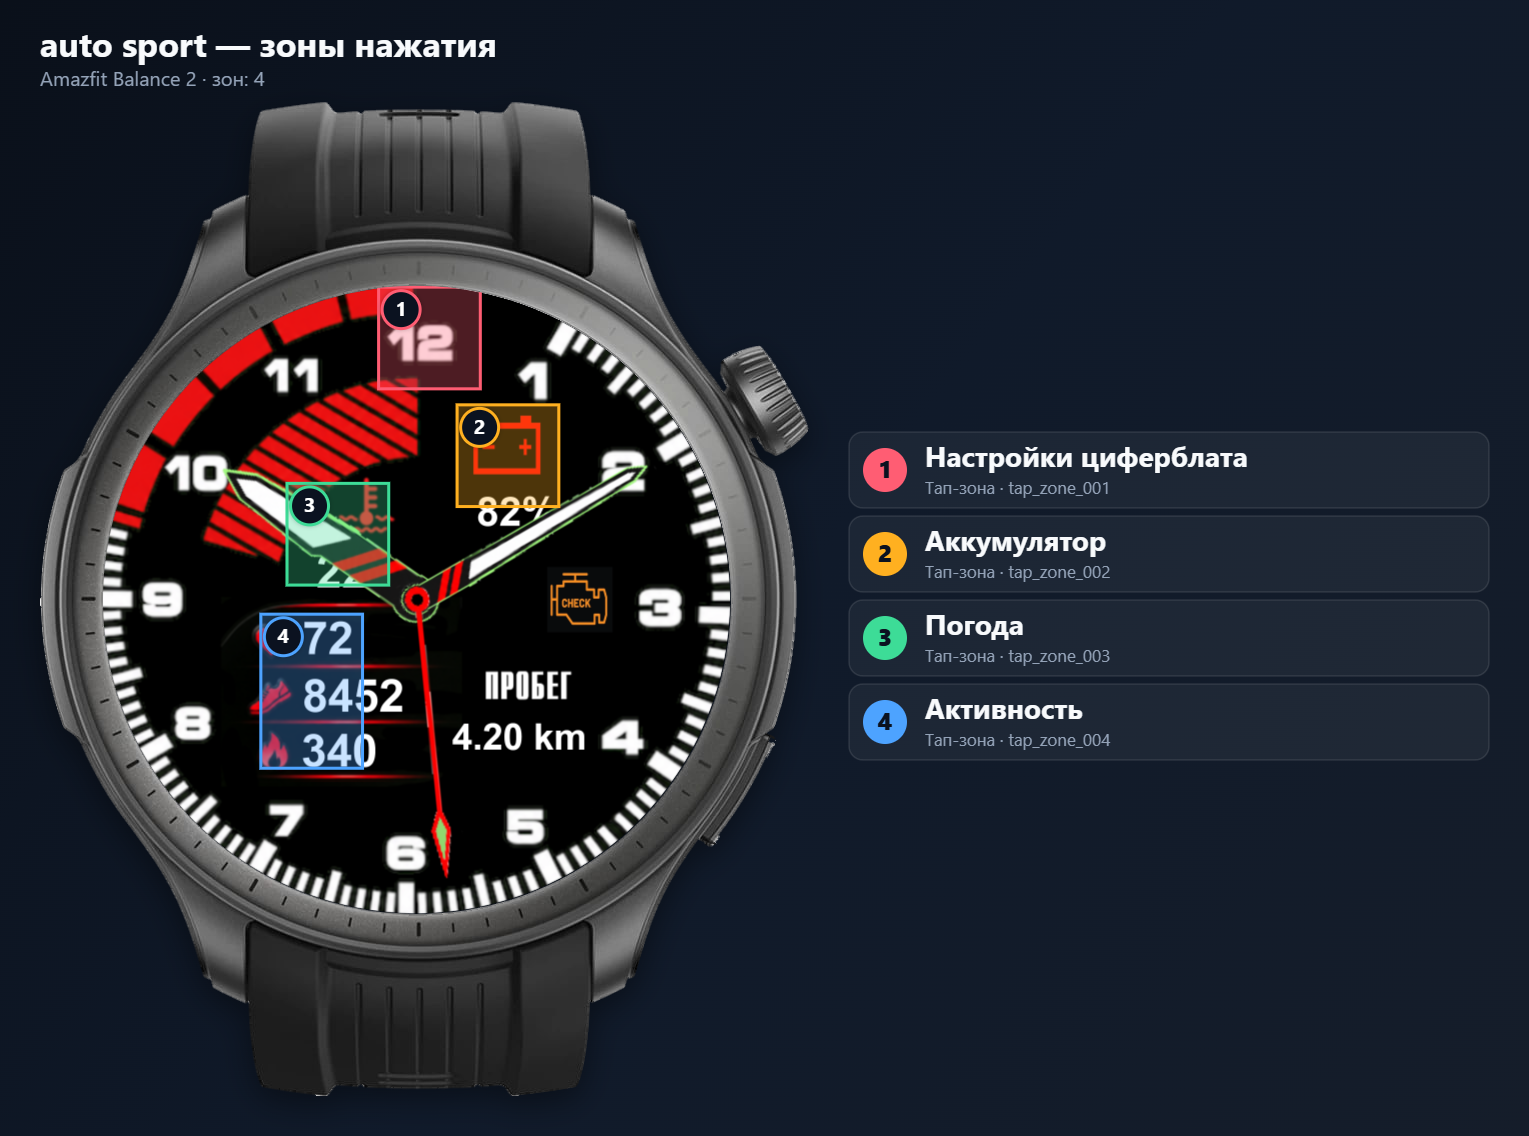 auto sport — зоны нажатия
Amazfit Balance 2 · зон: 4
1
12
11
1
2
82%
10
2
3
9
CHECK
3
4
72
8452
ПРОБЕГ
8
340
4.20 km
4
7
5
6
1
Настройки циферблата
Тап-зона · tap_zone_001
2
Аккумулятор
Тап-зона · tap_zone_002
3
Погода
Тап-зона · tap_zone_003
4
Активность
Тап-зона · tap_zone_004